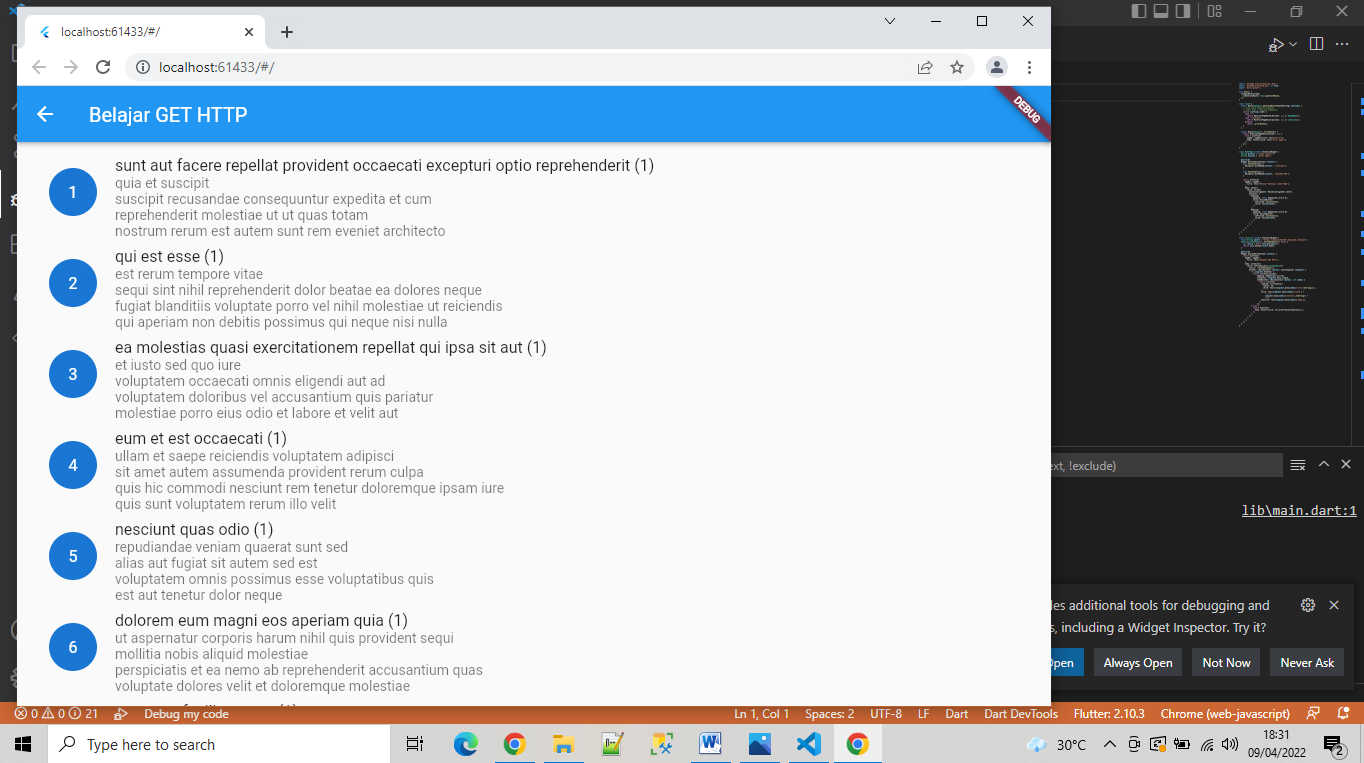 localhost:61433/#/
localhost:61433/#/
Belajar GET HTTP
DEBUG
1
sunt aut facere repellat provident occaecati excepturi optio reprehenderit (1)
quia et suscipit
suscipit recusandae consequuntur expedita et cum
reprehenderit molestiae ut ut quas totam
nostrum rerum est autem sunt rem eveniet architecto
2
qui est esse (1)
est rerum tempore vitae
sequi sint nihil reprehenderit dolor beatae ea dolores neque
fugiat blanditiis voluptate porro vel nihil molestiae ut reiciendis
qui aperiam non debitis possimus qui neque nisi nulla
3
ea molestias quasi exercitationem repellat qui ipsa sit aut (1)
et iusto sed quo iure
voluptatem occaecati omnis eligendi aut ad
voluptatem doloribus vel accusantium quis pariatur
molestiae porro eius odio et labore et velit aut
4
eum et est occaecati (1)
ullam et saepe reiciendis voluptatem adipisci
sit amet autem assumenda provident rerum culpa
quis hic commodi nesciunt rem tenetur doloremque ipsam iure
quis sunt voluptatem rerum illo velit
5
nesciunt quas odio (1)
repudiandae veniam quaerat sunt sed
alias aut fugiat sit autem sed est
voluptatem omnis possimus esse voluptatibus quis
est aut tenetur dolor neque
6
dolorem eum magni eos aperiam quia (1)
ut aspernatur corporis harum nihil quis provident sequi
mollitia nobis aliquid molestiae
perspiciatis et ea nemo ab reprehenderit accusantium quas
voluptate dolores velit et doloremque molestiae
ext, !exclude)
lib\main.dart:1
les additional tools for debugging and
s, including a Widget Inspector. Try it?
Open Always Open Not Now Never Ask
0 0 21 Debug my code Ln 1, Col 1 Spaces: 2 UTF-8 LF Dart Dart DevTools Flutter: 2.10.3 Chrome (web-javascript)
Type here to search
30°C
18:31
09/04/2022
2